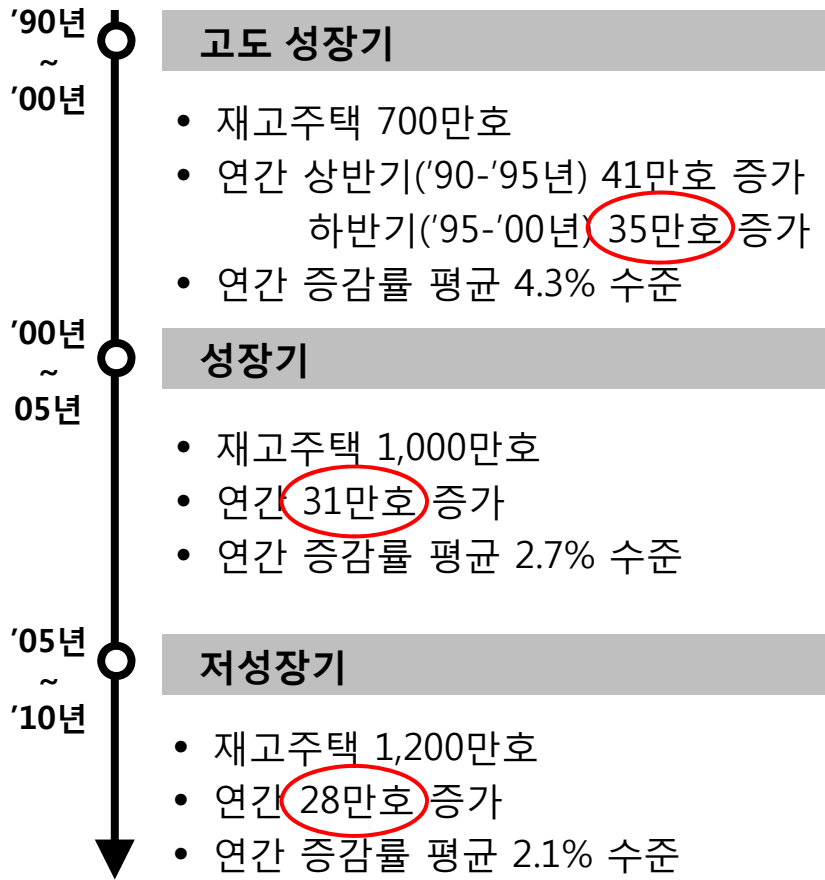 '90년
~
'00년
고도 성장기
• 재고주택 700만호
• 연간 상반기('90-'95년) 41만호 증가
하반기('95-'00년) 35만호 증가
• 연간 증감률 평균 4.3% 수준
'00년
~
05년
성장기
• 재고주택 1,000만호
• 연간 31만호 증가
• 연간 증감률 평균 2.7% 수준
'05년
~
'10년
저성장기
• 재고주택 1,200만호
• 연간 28만호 증가
• 연간 증감률 평균 2.1% 수준